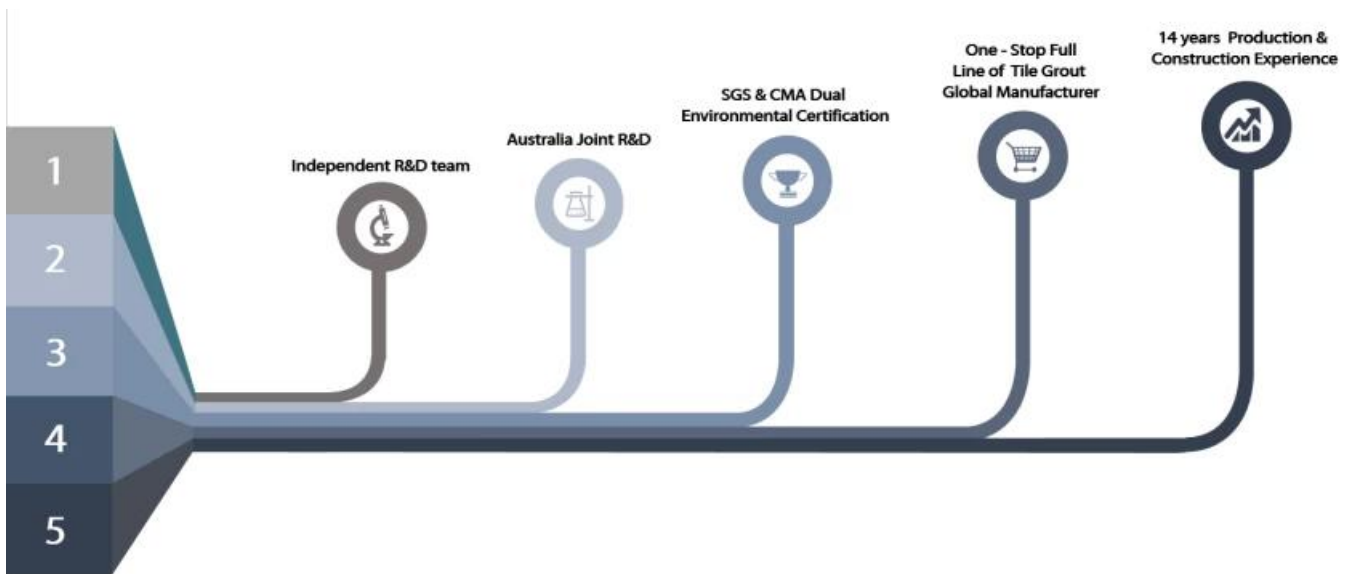 1
2
3
4
5
Independent R&D team
Australia Joint R&D
SGS & CMA Dual
Environmental Certification
One - Stop Full
Line of Tile Grout
Global Manufacturer
14 years Production &
Construction Experience